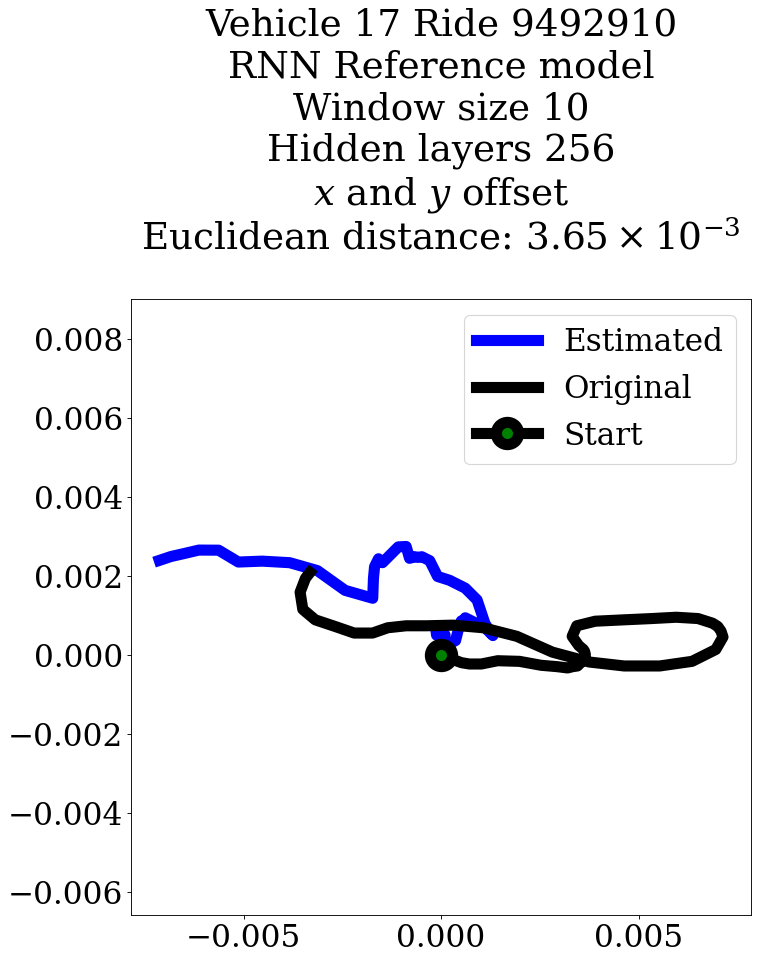 Vehicle 17 Ride 9492910
RNN Reference model
Window size 10
Hidden layers 256
x and y offset
Euclidean distance: 3.65 × 10⁻³
Estimated
Original
Start
0.008
0.006
0.004
0.002
0.000
−0.002
−0.004
−0.006
−0.005 0.000 0.005